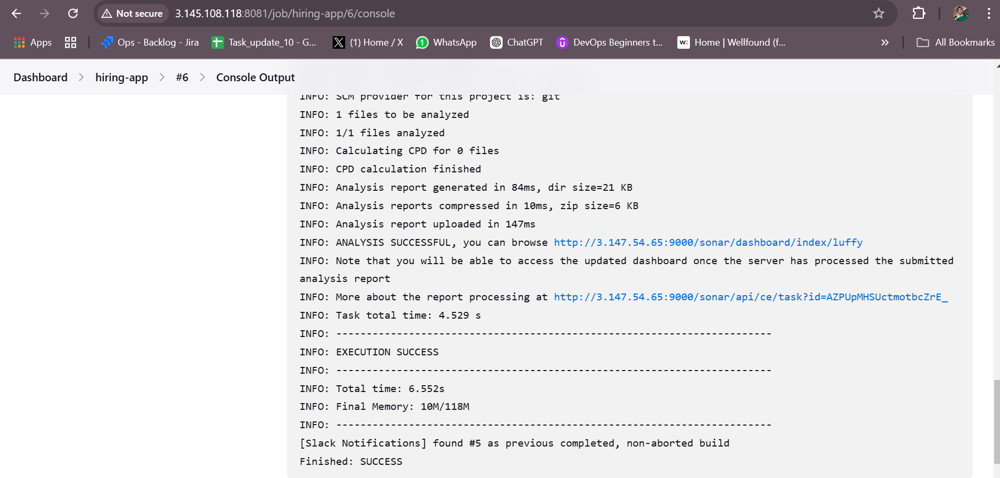 Not secure 3.145.108.118:8081/job/hiring-app/6/console
Apps Ops - Backlog - Jira Task_update_10 - G... (1) Home / X WhatsApp ChatGPT DevOps Beginners t... w: Home | Wellfound (f... » All Bookmarks
Dashboard > hiring-app > #6 > Console Output
INFO: SCM provider for this project is: git
INFO: 1 files to be analyzed
INFO: 1/1 files analyzed
INFO: Calculating CPD for 0 files
INFO: CPD calculation finished
INFO: Analysis report generated in 84ms, dir size=21 KB
INFO: Analysis reports compressed in 10ms, zip size=6 KB
INFO: Analysis report uploaded in 147ms
INFO: ANALYSIS SUCCESSFUL, you can browse http://3.147.54.65:9000/sonar/dashboard/index/luffy
INFO: Note that you will be able to access the updated dashboard once the server has processed the submitted
analysis report
INFO: More about the report processing at http://3.147.54.65:9000/sonar/api/ce/task?id=AZPUpMHSUctmotbcZrE_
INFO: Task total time: 4.529 s
INFO: ------------------------------------------------------------------------
INFO: EXECUTION SUCCESS
INFO: ------------------------------------------------------------------------
INFO: Total time: 6.552s
INFO: Final Memory: 10M/118M
INFO: ------------------------------------------------------------------------
[Slack Notifications] found #5 as previous completed, non-aborted build
Finished: SUCCESS